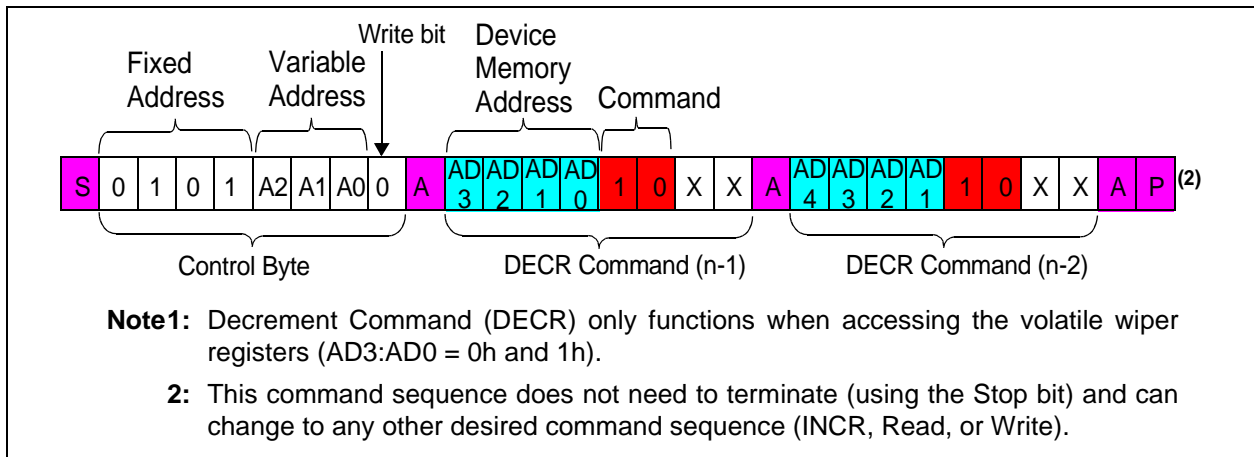 Write bit
Device
Memory
Address
Fixed
Address
Variable
Address
Command
S 0 1 0 1 A2 A1 A0 0 A AD3 AD2 AD1 AD0 1 0 X X A AD4 AD3 AD2 AD1 1 0 X X A P (2)
Control Byte
DECR Command (n-1)
DECR Command (n-2)
Note1: Decrement Command (DECR) only functions when accessing the volatile wiper
registers (AD3:AD0 = 0h and 1h).
2: This command sequence does not need to terminate (using the Stop bit) and can
change to any other desired command sequence (INCR, Read, or Write).